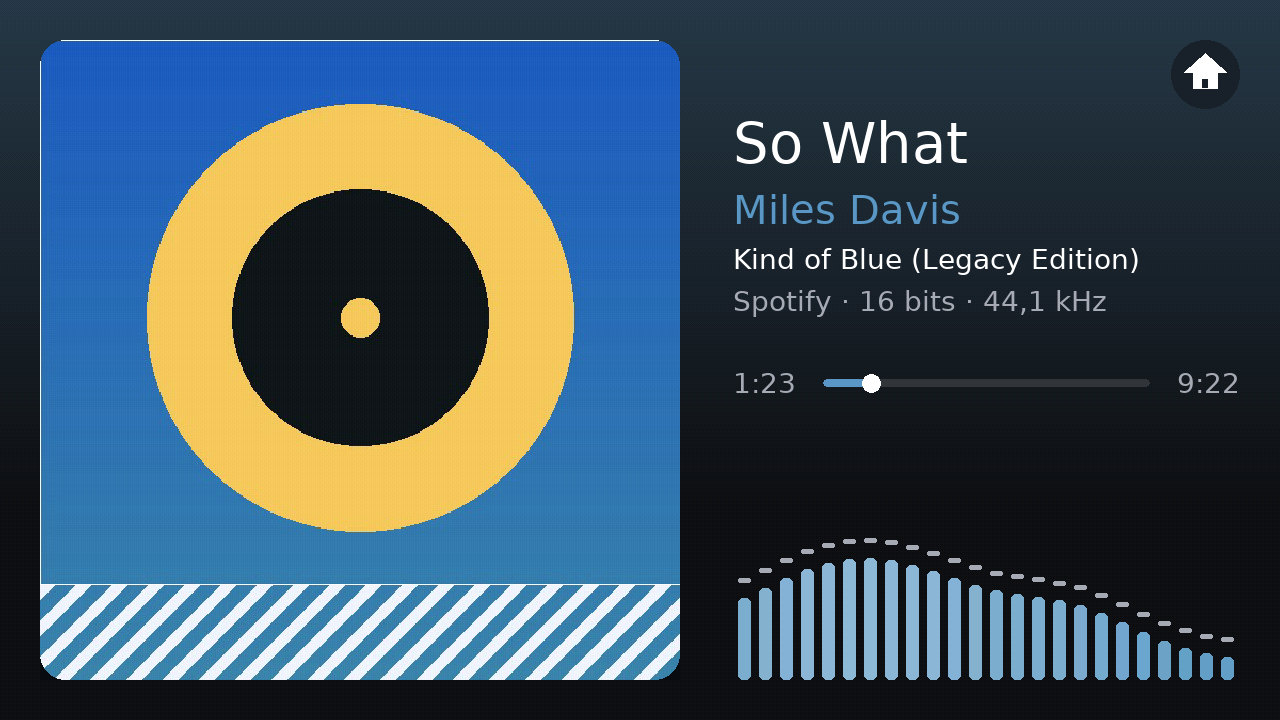 So What
Miles Davis
Kind of Blue (Legacy Edition)
Spotify · 16 bits · 44,1 kHz
1:23 9:22